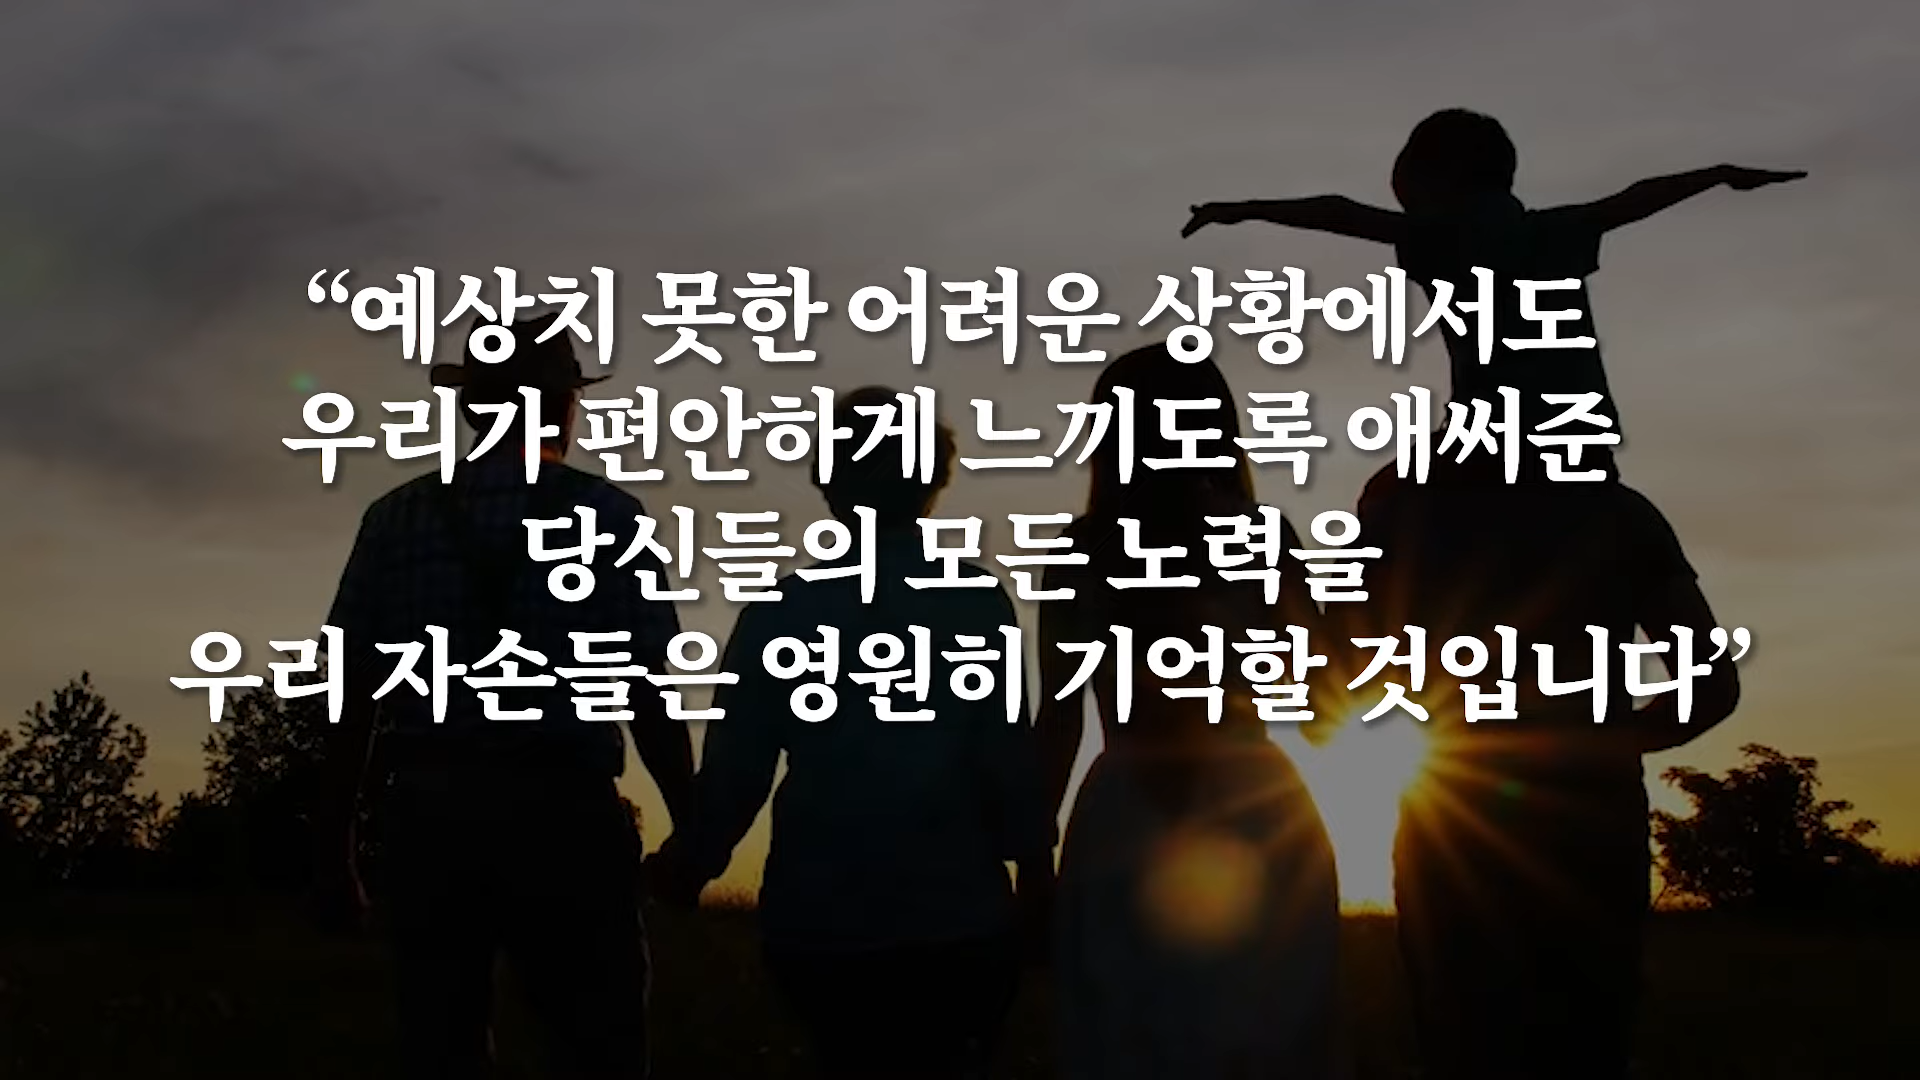 “예상치 못한 어려운 상황에서도
우리가 편안하게 느끼도록 애써준
당신들의 모든 노력을
우리 자손들은 영원히 기억할 것입니다”